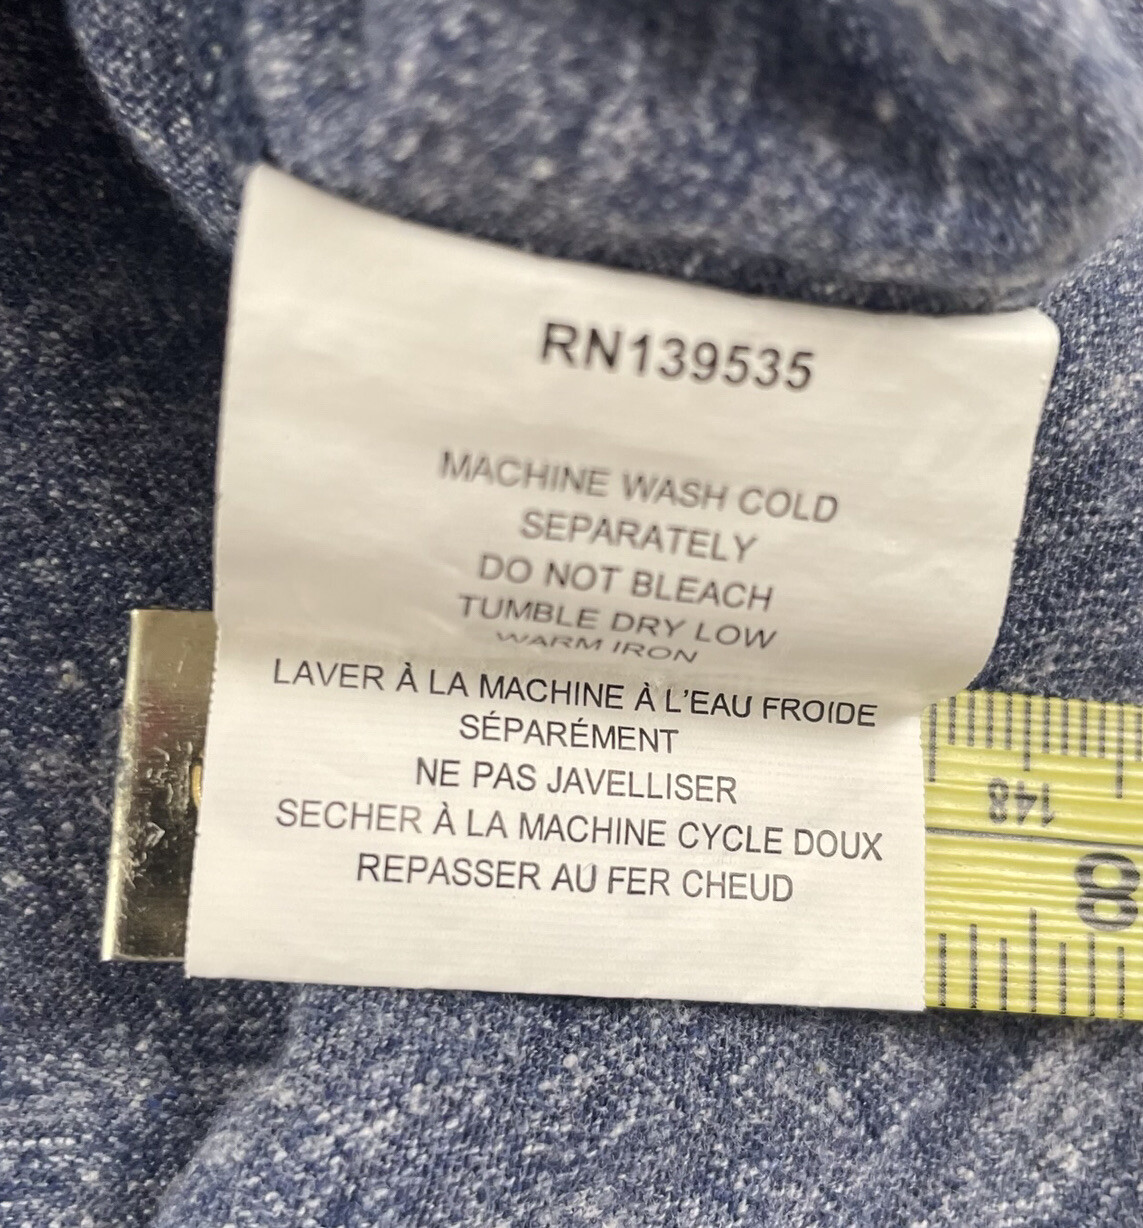 RN139535
MACHINE WASH COLD
SEPARATELY
DO NOT BLEACH
TUMBLE DRY LOW
WARM IRON
LAVER À LA MACHINE À L'EAU FROIDE
SÉPARÉMENT
NE PAS JAVELLISER
SECHER À LA MACHINE CYCLE DOUX
REPASSER AU FER CHEUD
148
8